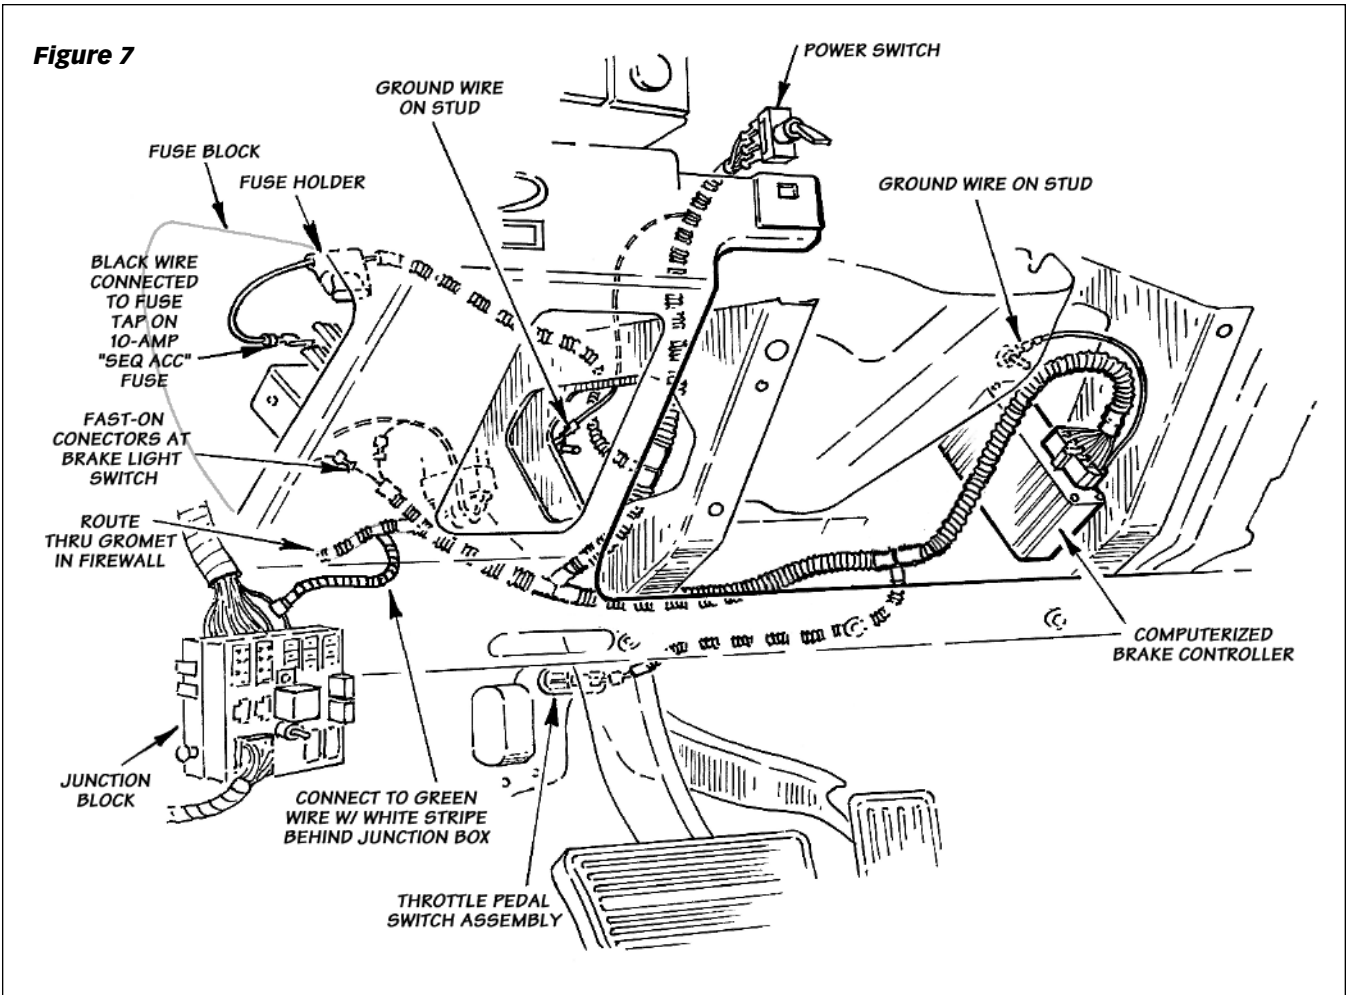 Figure 7
POWER SWITCH
GROUND WIRE
ON STUD
FUSE BLOCK
FUSE HOLDER
GROUND WIRE ON STUD
BLACK WIRE
CONNECTED
TO FUSE
TAP ON
10-AMP
"SEQ ACC"
FUSE
FAST-ON
CONECTORS AT
BRAKE LIGHT
SWITCH
ROUTE
THRU GROMET
IN FIREWALL
COMPUTERIZED
BRAKE CONTROLLER
JUNCTION
BLOCK
CONNECT TO GREEN
WIRE W/ WHITE STRIPE
BEHIND JUNCTION BOX
THROTTLE PEDAL
SWITCH ASSEMBLY